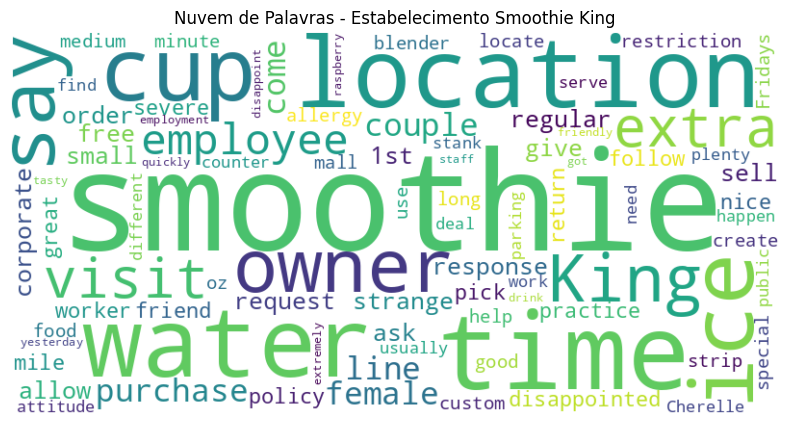 Nuvem de Palavras - Estabelecimento Smoothie King
medium minute cup location blender locate restriction
find say come disappoint raspberry serve Fridays
order severe employment allergy regular friendly extra
free employee couple stank give follow plenty
small quickly counter mall 1st staff got sell
tasty smoothie use long deal parking return need nice happen
corporate great different create
visit oz owner response work King public
worker friend request strange pick drink practice ice special
food yesterday water extremely ask usually help time good strip
mile line
allow purchase policy female custom disappointed Cherelle
attitude